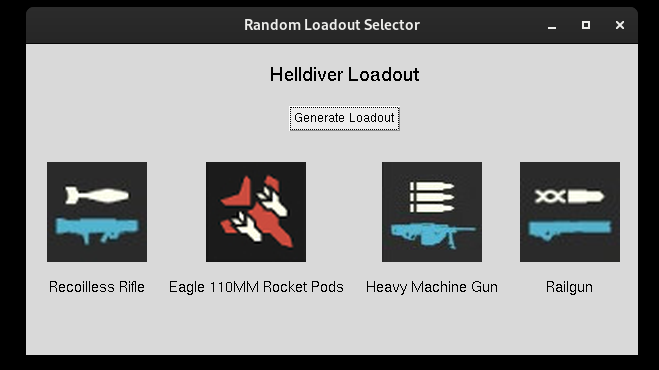 Random Loadout Selector
Helldiver Loadout
Generate Loadout
Recoilless Rifle
Eagle 110MM Rocket Pods
Heavy Machine Gun
Railgun